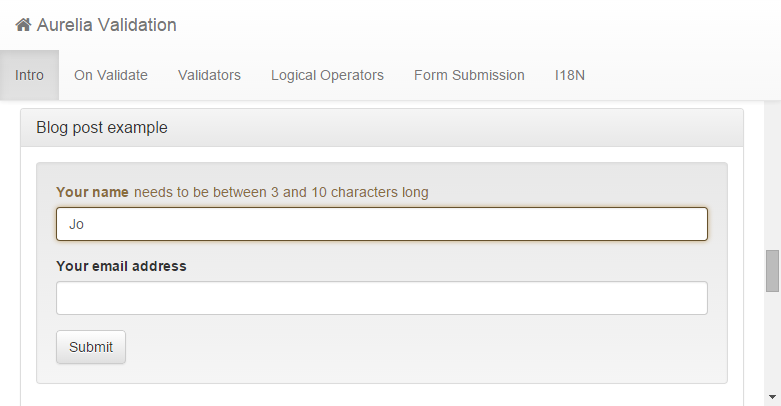 Aurelia Validation
Intro On Validate Validators Logical Operators Form Submission I18N
Blog post example
Your name needs to be between 3 and 10 characters long
Jo
Your email address
Submit